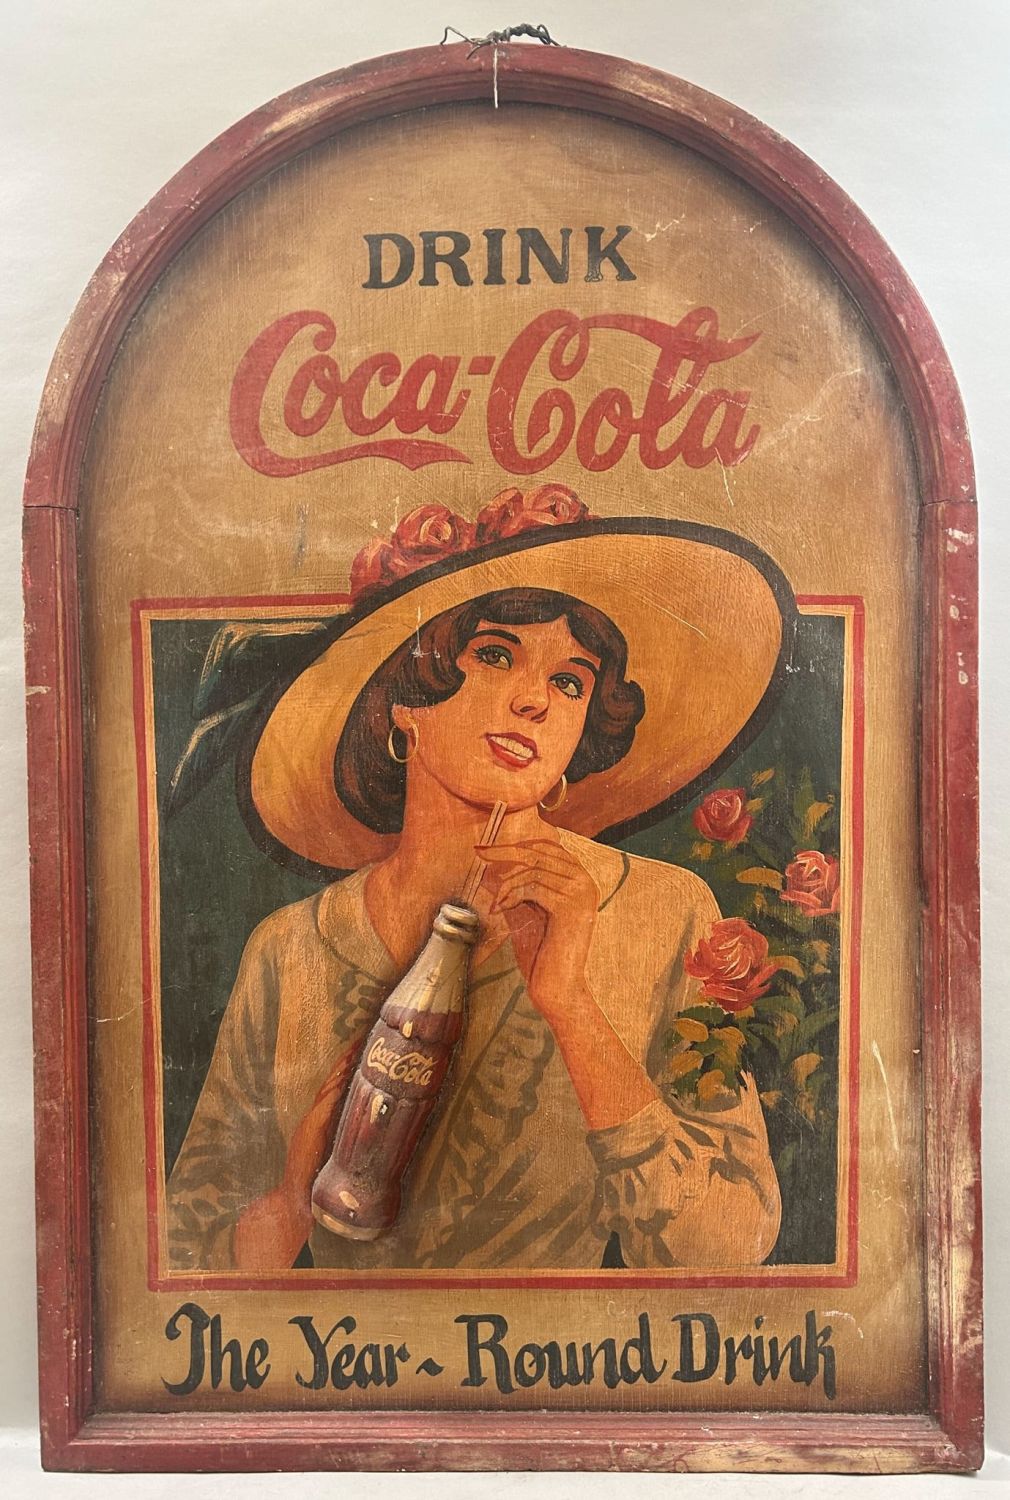 DRINK
Coca-Cola
Coca-Cola
The Year~Round Drink